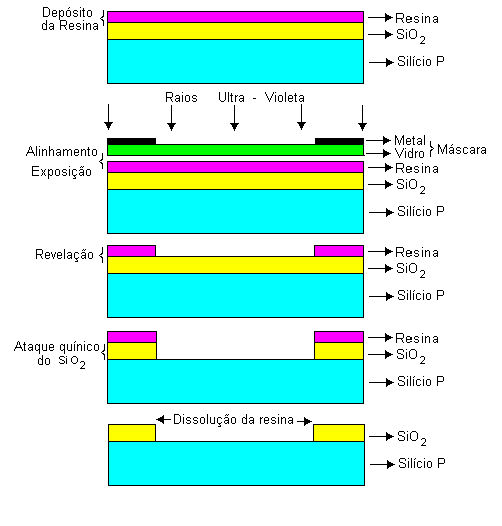 Depósito
da Resina
Resina
SiO2
Silício P
Raios Ultra - Violeta
Alinhamento
Exposição
Metal
Vidro
Máscara
Resina
SiO2
Silício P
Revelação
Resina
SiO2
Silício P
Ataque quínico
do SiO2
Resina
SiO2
Silício P
Dissolução da resina
SiO2
Silício P